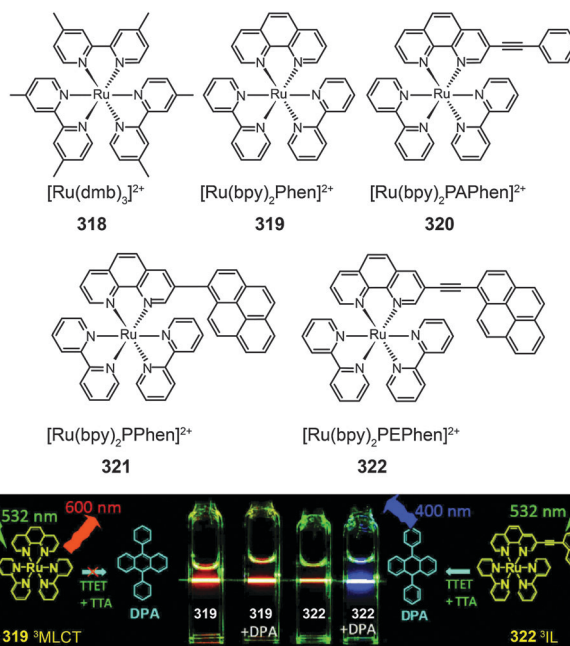 [Ru(dmb)₃]²⁺
318
[Ru(bpy)₂Phen]²⁺
319
[Ru(bpy)₂PAPhen]²⁺
320
[Ru(bpy)₂PPhen]²⁺
321
[Ru(bpy)₂PEPhen]²⁺
322
532 nm
600 nm
400 nm
532 nm
TTET
+ TTA
DPA
319
319
+DPA
322
322
+DPA
DPA
TTET
+ TTA
319 ³MLCT
322 ³IL